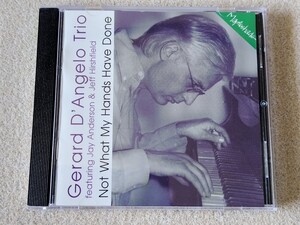 Gerard D'Angelo Trio
featuring Jay Anderson & Jeff Hirshfield
Not What My Hands Have Done